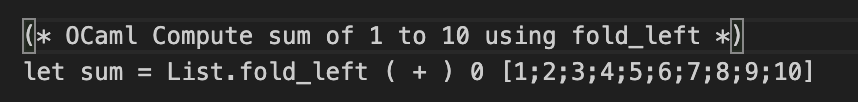 (* OCaml Compute sum of 1 to 10 using fold_left *)
let sum = List.fold_left ( + ) 0 [1;2;3;4;5;6;7;8;9;10]